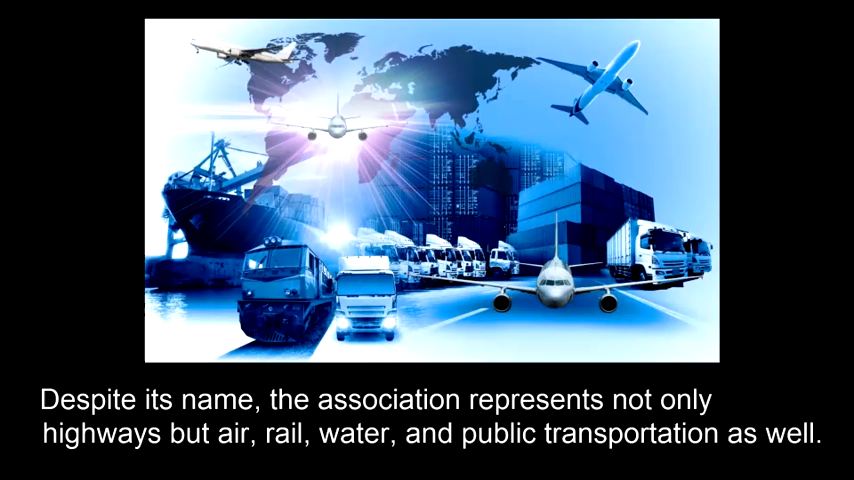 Despite its name, the association represents not only
highways but air, rail, water, and public transportation as well.